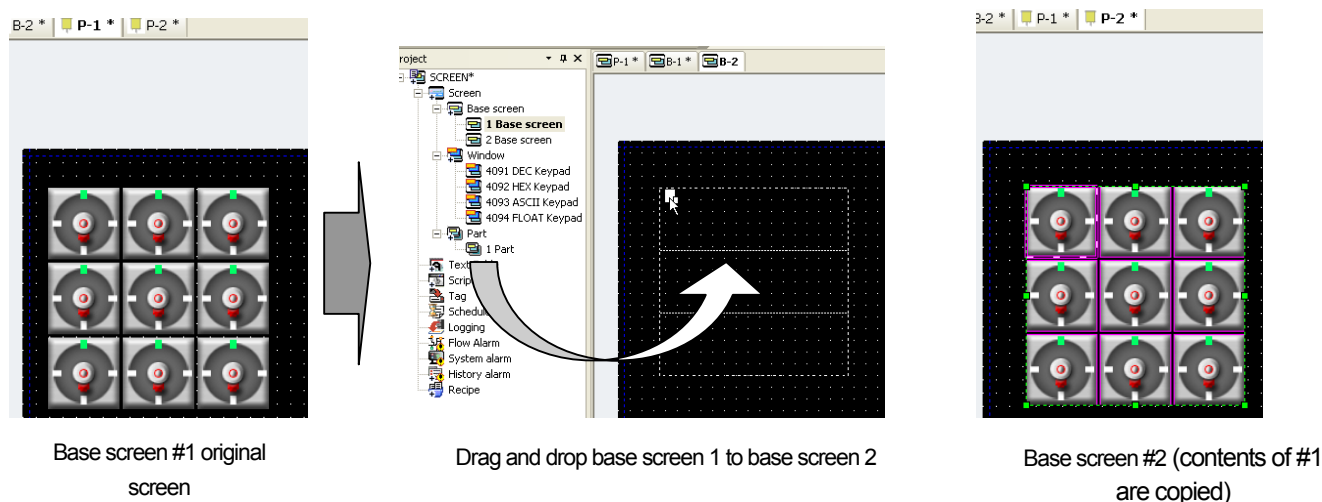 B-2 * P-1 * P-2 *
roject
P-1 * B-1 * B-2
SCREEN*
Screen
Base screen
1 Base screen
2 Base screen
Window
4091 DEC Keypad
4092 HEX Keypad
4093 ASCII Keypad
4094 FLOAT Keypad
Part
1 Part
Text
Scrip
Tag
Schedul
Logging
Flow Alarm
System alarm
History alarm
Recipe
B-2 * P-1 * P-2 *
Base screen #1 original
screen
Drag and drop base screen 1 to base screen 2
Base screen #2 (contents of #1
are copied)